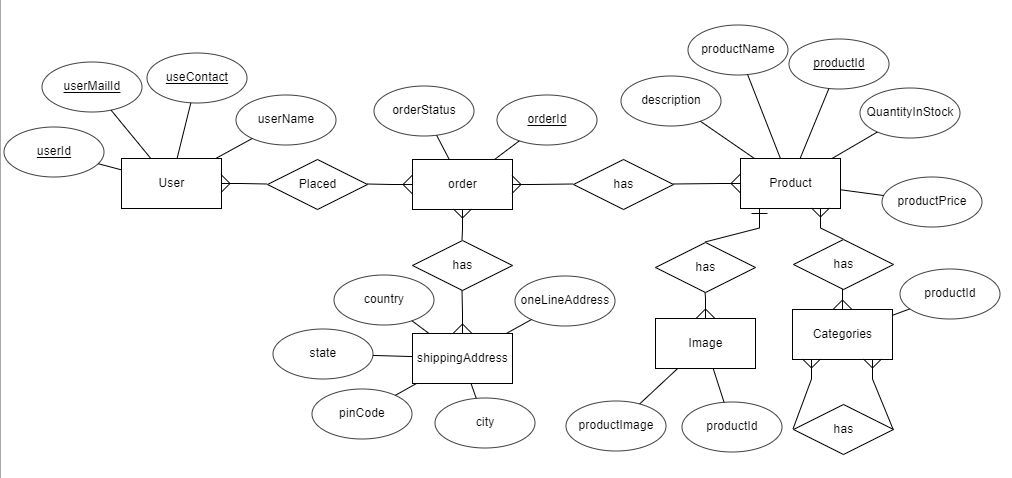 productName
productId
useContact
userMailId
description
QuantityInStock
orderStatus
orderId
userName
userId
User
Placed
order
has
Product
productPrice
has
has
has
country
oneLineAddress
productId
state
shippingAddress
Image
Categories
pinCode
city
productImage
productId
has